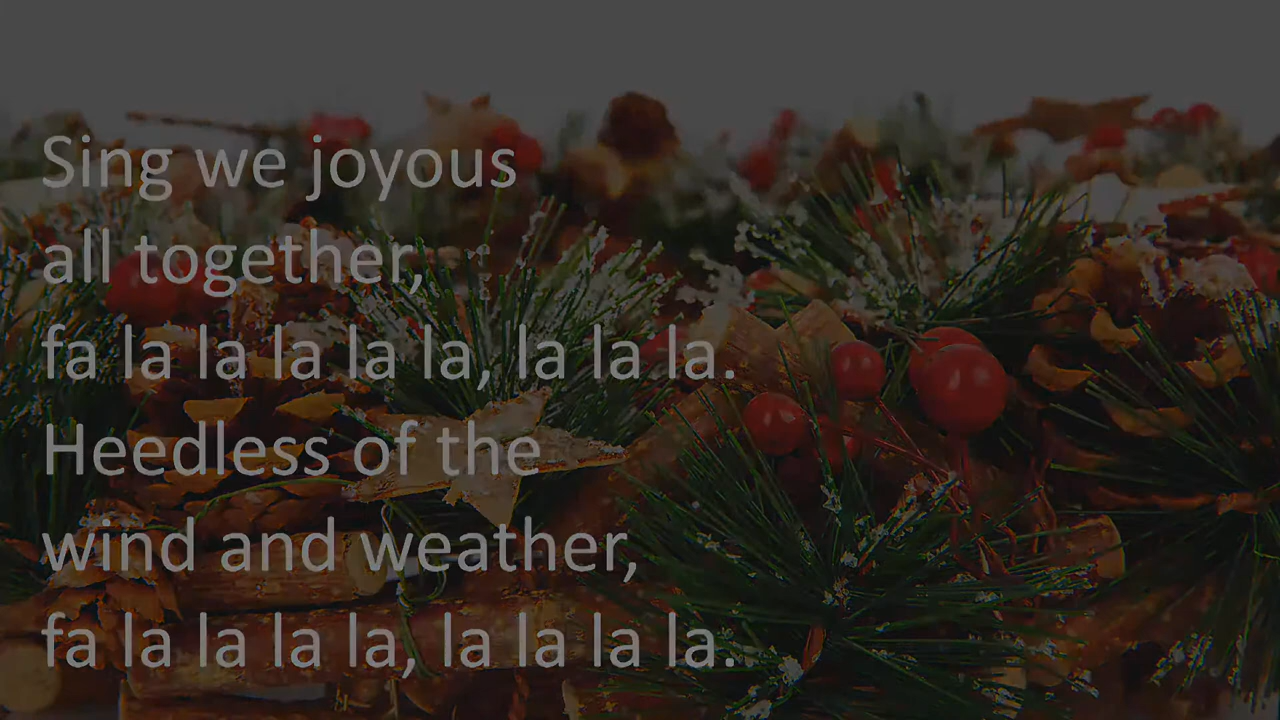 Sing we joyous
all together,
fa la la la la la, la la la.
Heedless of the
wind and weather,
fa la la la la, la la la la.